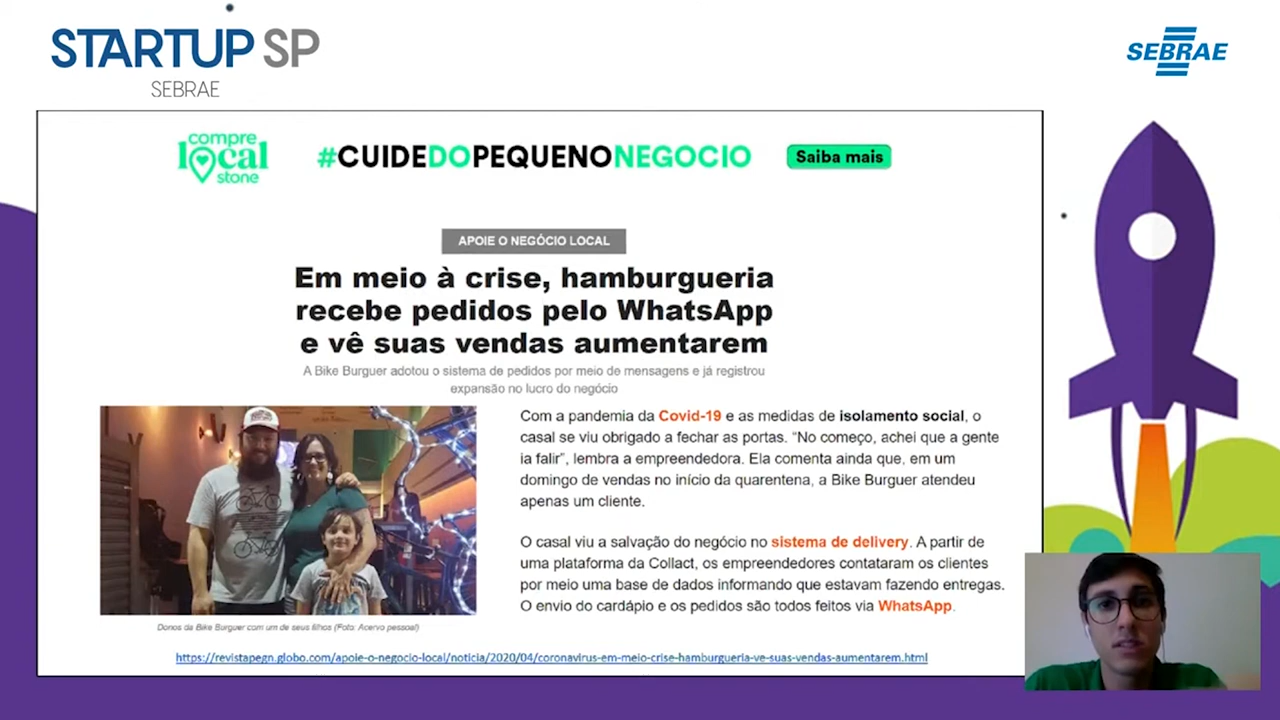 STARTUP SP
SEBRAE
SEBRAE
compre
local
stone
#CUIDEDOPEQUENONEGOCIO
Saiba mais
APOIE O NEGÓCIO LOCAL
Em meio à crise, hamburgueria
recebe pedidos pelo WhatsApp
e vê suas vendas aumentarem
A Bike Burguer adotou o sistema de pedidos por meio de mensagens e já registrou
expansão no lucro do negócio
Com a pandemia da Covid-19 e as medidas de isolamento social, o
casal se viu obrigado a fechar as portas. “No começo, achei que a gente
ia falir”, lembra a empreendedora. Ela comenta ainda que, em um
domingo de vendas no início da quarentena, a Bike Burguer atendeu
apenas um cliente.
O casal viu a salvação do negócio no sistema de delivery. A partir de
uma plataforma da Collact, os empreendedores contataram os clientes
por meio uma base de dados informando que estavam fazendo entregas.
O envio do cardápio e os pedidos são todos feitos via WhatsApp.
Donos da Bike Burguer com um de seus filhos (Foto: Acervo pessoal)
https://revistapegn.globo.com/apoie-o-negocio-local/noticia/2020/04/coronavirus-em-meio-crise-hamburgueria-ve-suas-vendas-aumentarem.html